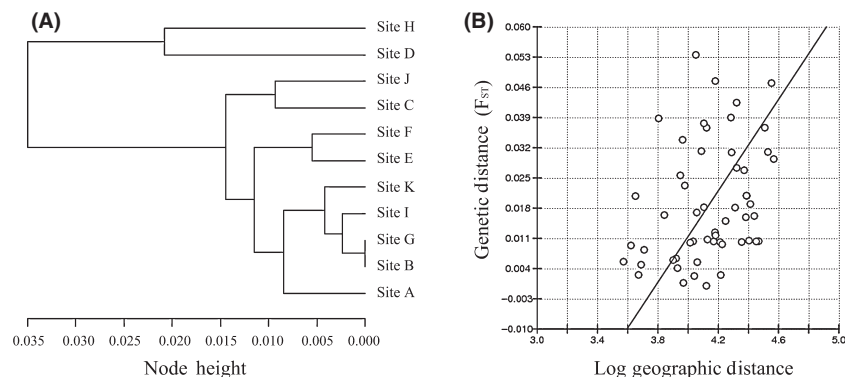 (A)
Site H
Site D
Site J
Site C
Site F
Site E
Site K
Site I
Site G
Site B
Site A
0.035 0.030 0.025 0.020 0.015 0.010 0.005 0.000
Node height
(B)
Genetic distance (FST)
0.060
0.053
0.046
0.039
0.032
0.025
0.018
0.011
0.004
−0.003
−0.010
3.0 3.4 3.8 4.2 4.6 5.0
Log geographic distance